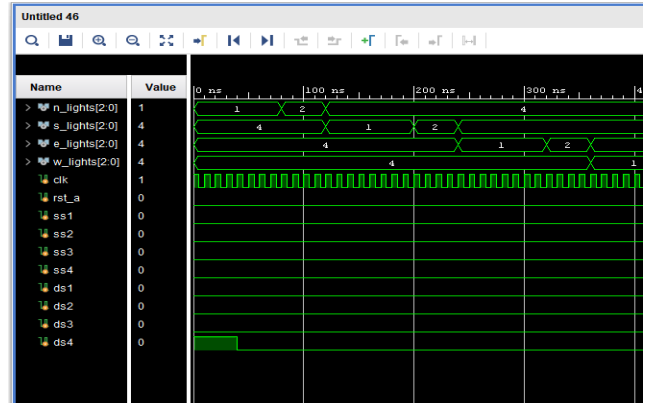 Untitled 46
Name Value 0 ns 100 ns 200 ns 300 ns 4
n_lights[2:0] 1 1 2 4
s_lights[2:0] 4 4 1 2 4
e_lights[2:0] 4 4 1 2 4
w_lights[2:0] 4 4 1
clk 1
rst_a 0
ss1 0
ss2 0
ss3 0
ss4 0
ds1 0
ds2 0
ds3 0
ds4 0